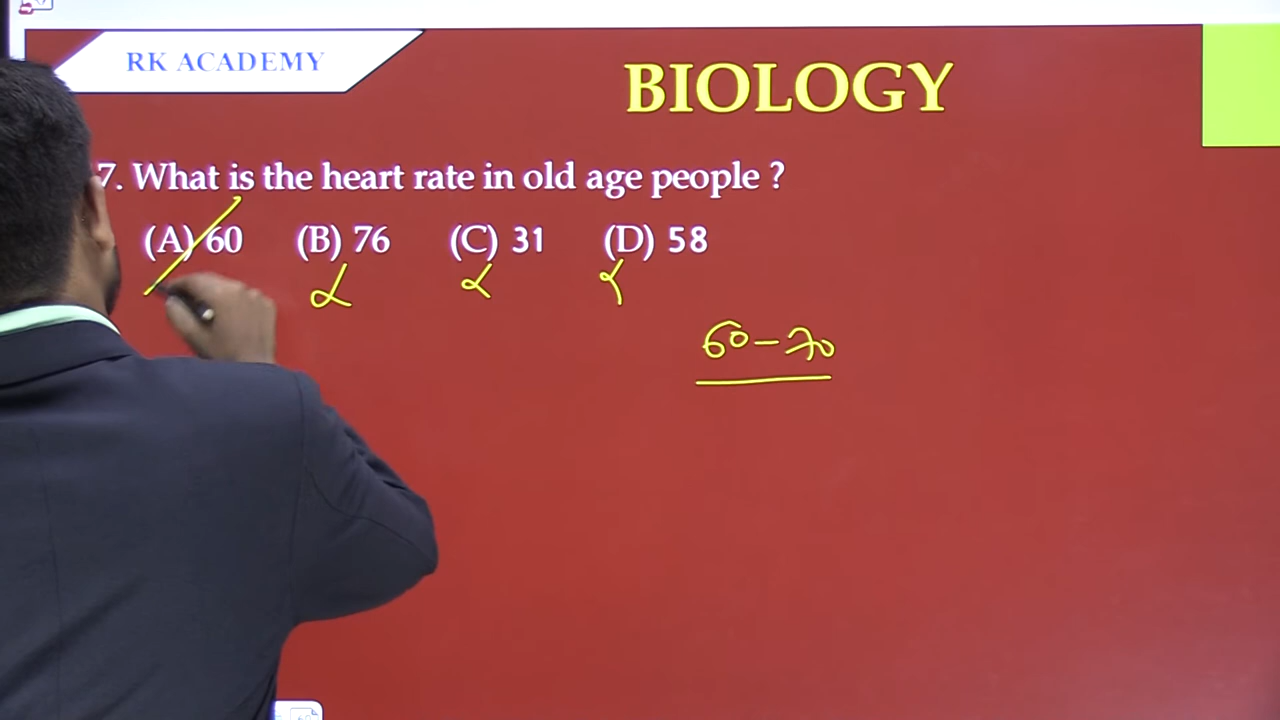 RK ACADEMY
BIOLOGY
7. What is the heart rate in old age people ?
(A) 60 (B) 76 (C) 31 (D) 58
60-70